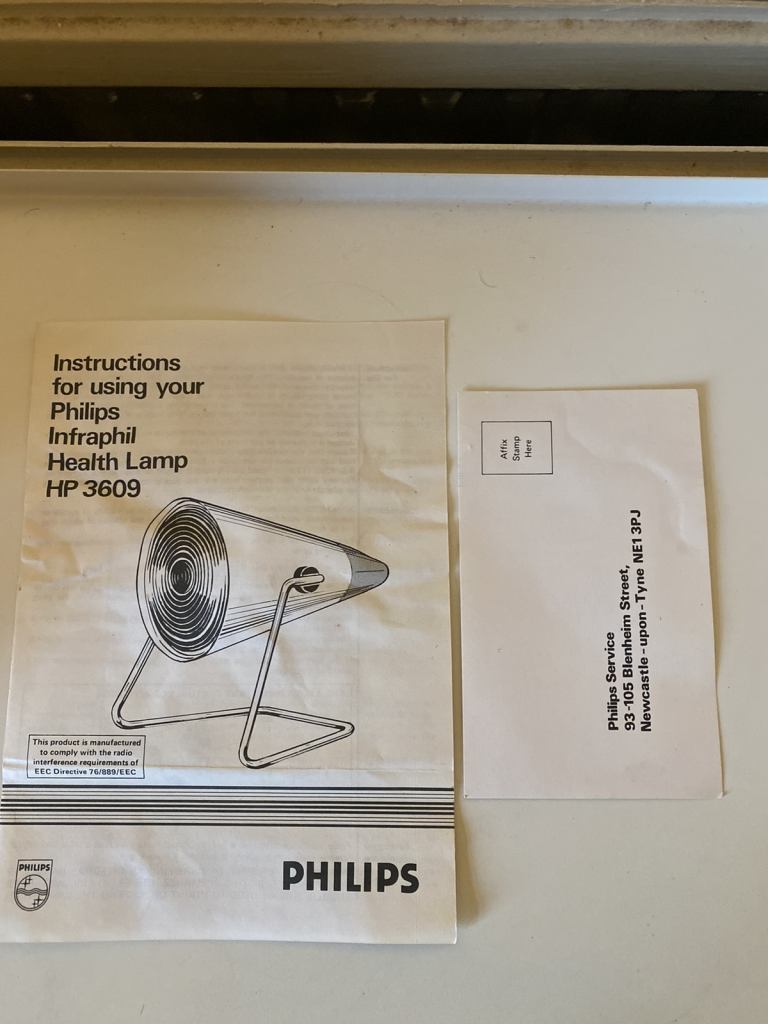 Instructions
for using your
Philips
Infraphil
Health Lamp
HP 3609
This product is manufactured
to comply with the radio
interference requirements of
EEC Directive 76/889/EEC
PHILIPS
PHILIPS
Affix
Stamp
Here
Philips Service
93-105 Blenheim Street,
Newcastle-upon-Tyne NE1 3PJ